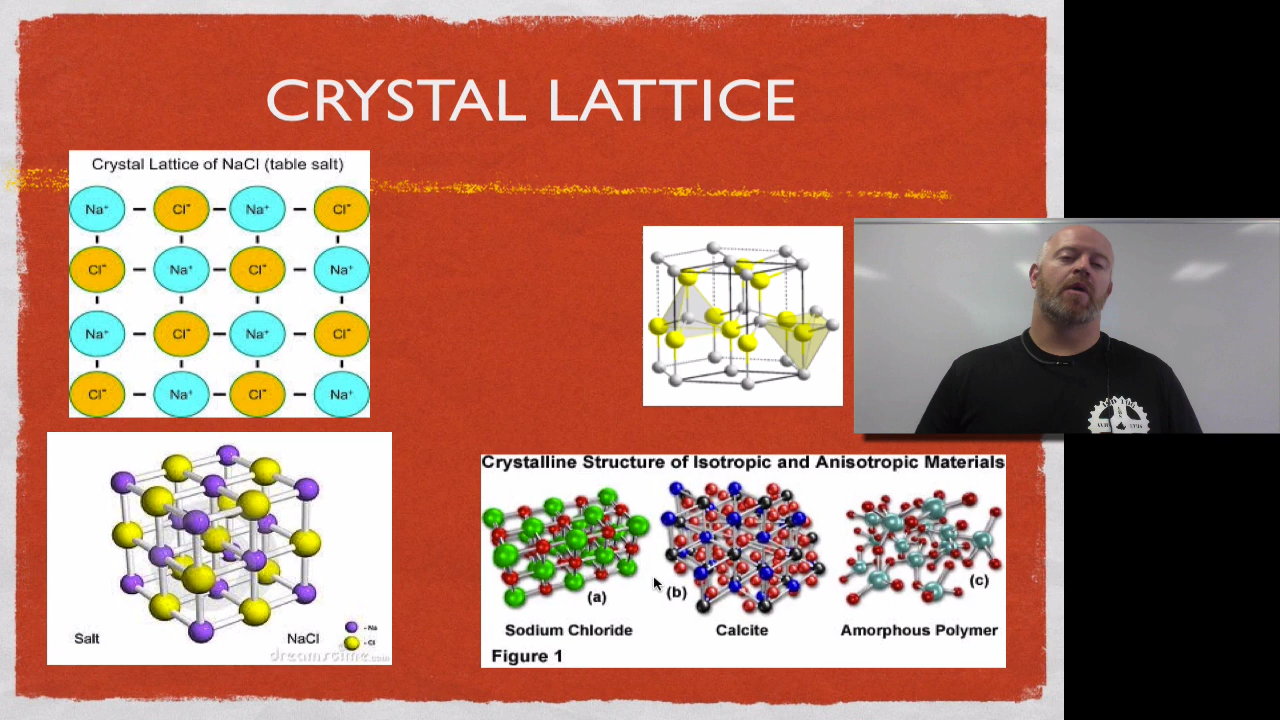 CRYSTAL LATTICE
Crystal Lattice of NaCl (table salt)
Na⁺ Cl⁻ Na⁺ Cl⁻
Cl⁻ Na⁺ Cl⁻ Na⁺
Na⁺ Cl⁻ Na⁺ Cl⁻
Cl⁻ Na⁺ Cl⁻ Na⁺
- Na
- Cl
Salt NaCl
dreamstime.com
Crystalline Structure of Isotropic and Anisotropic Materials
(a) (b) (c)
Sodium Chloride Calcite Amorphous Polymer
Figure 1